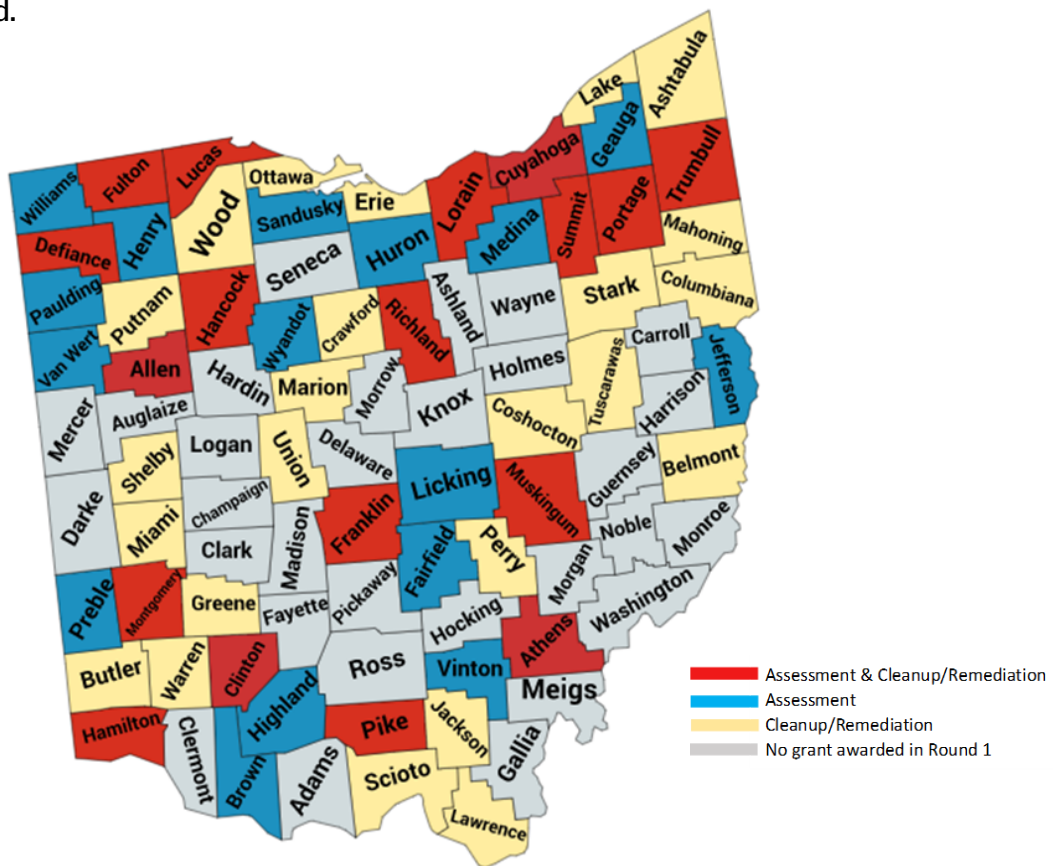 d.
Ashtabula
Lake
Geauga
Cuyahoga
Trumbull
Lucas
Fulton
Williams
Ottawa
Lorain
Portage
Wood
Sandusky
Erie
Summit
Medina
Henry
Huron
Mahoning
Defiance
Seneca
Columbiana
Paulding
Hancock
Ashland
Wayne
Stark
Putnam
Crawford
Richland
Wyandot
Carroll
Van Wert
Allen
Holmes
Jefferson
Hardin
Marion
Morrow
Tuscarawas
Harrison
Mercer
Auglaize
Knox
Coshocton
Logan
Union
Delaware
Shelby
Guernsey
Belmont
Licking
Muskingum
Champaign
Darke
Franklin
Miami
Madison
Noble
Monroe
Clark
Perry
Fairfield
Morgan
Preble
Montgomery
Greene
Fayette
Pickaway
Washington
Hocking
Athens
Butler
Warren
Clinton
Ross
Vinton
Meigs
Highland
Hamilton
Clermont
Pike
Jackson
Gallia
Brown
Adams
Scioto
Lawrence
Assessment & Cleanup/Remediation
Assessment
Cleanup/Remediation
No grant awarded in Round 1